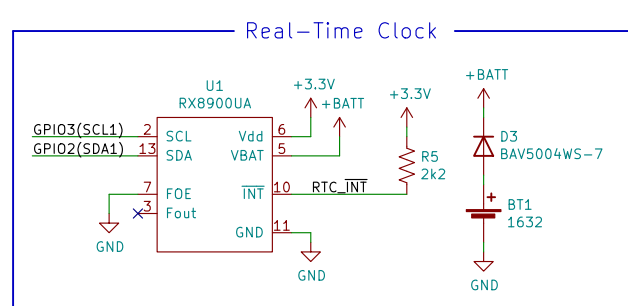 Real-Time Clock
U1
RX8900UA
+3.3V
+BATT
+3.3V
+BATT
GPIO3(SCL1)
2
SCL
Vdd
6
GPIO2(SDA1)
13
SDA
VBAT
5
7
FOE
INT
10
RTC_INT
3
Fout
GND
11
GND
GND
R5
2k2
D3
BAV5004WS-7
+
BT1
1632
GND